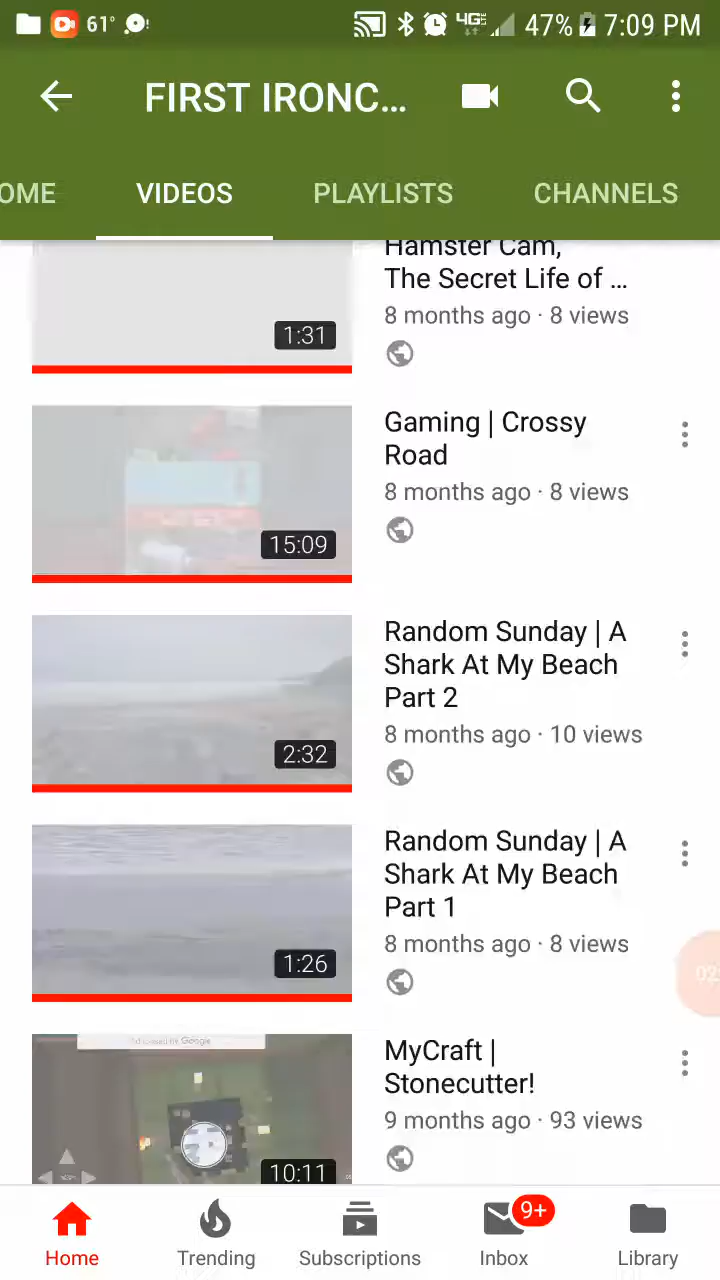 61°
4G LTE 47% 7:09 PM
FIRST IRONC...
OME VIDEOS PLAYLISTS CHANNELS
Hamster Cam,
The Secret Life of ...
8 months ago · 8 views
1:31
Gaming | Crossy
Road
8 months ago · 8 views
15:09
Random Sunday | A
Shark At My Beach
Part 2
8 months ago · 10 views
2:32
Random Sunday | A
Shark At My Beach
Part 1
8 months ago · 8 views
1:26
02:
MyCraft |
Stonecutter!
9 months ago · 93 views
10:11
9+
Home Trending Subscriptions Inbox Library